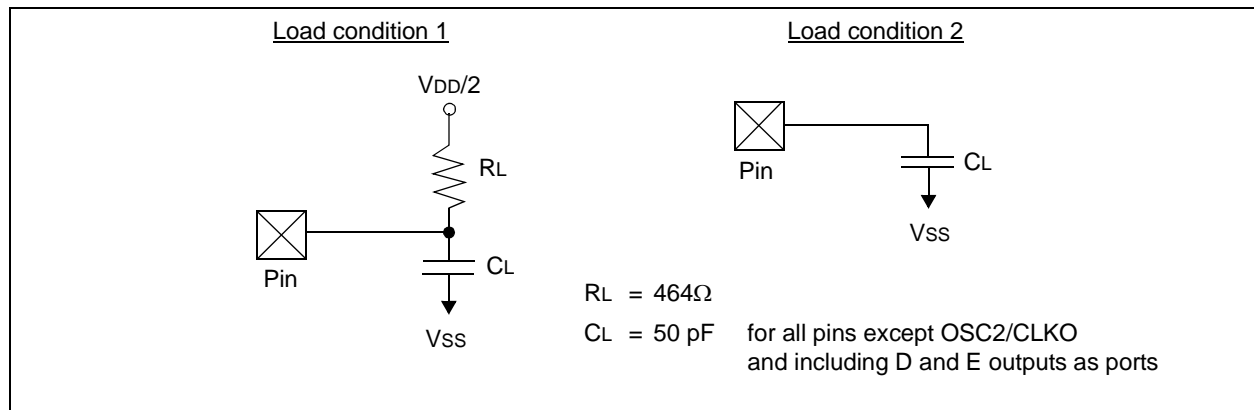 Load condition 1
VDD/2
RL
Pin
CL
VSS
Load condition 2
Pin
CL
VSS
RL = 464Ω
CL = 50 pF for all pins except OSC2/CLKO
and including D and E outputs as ports